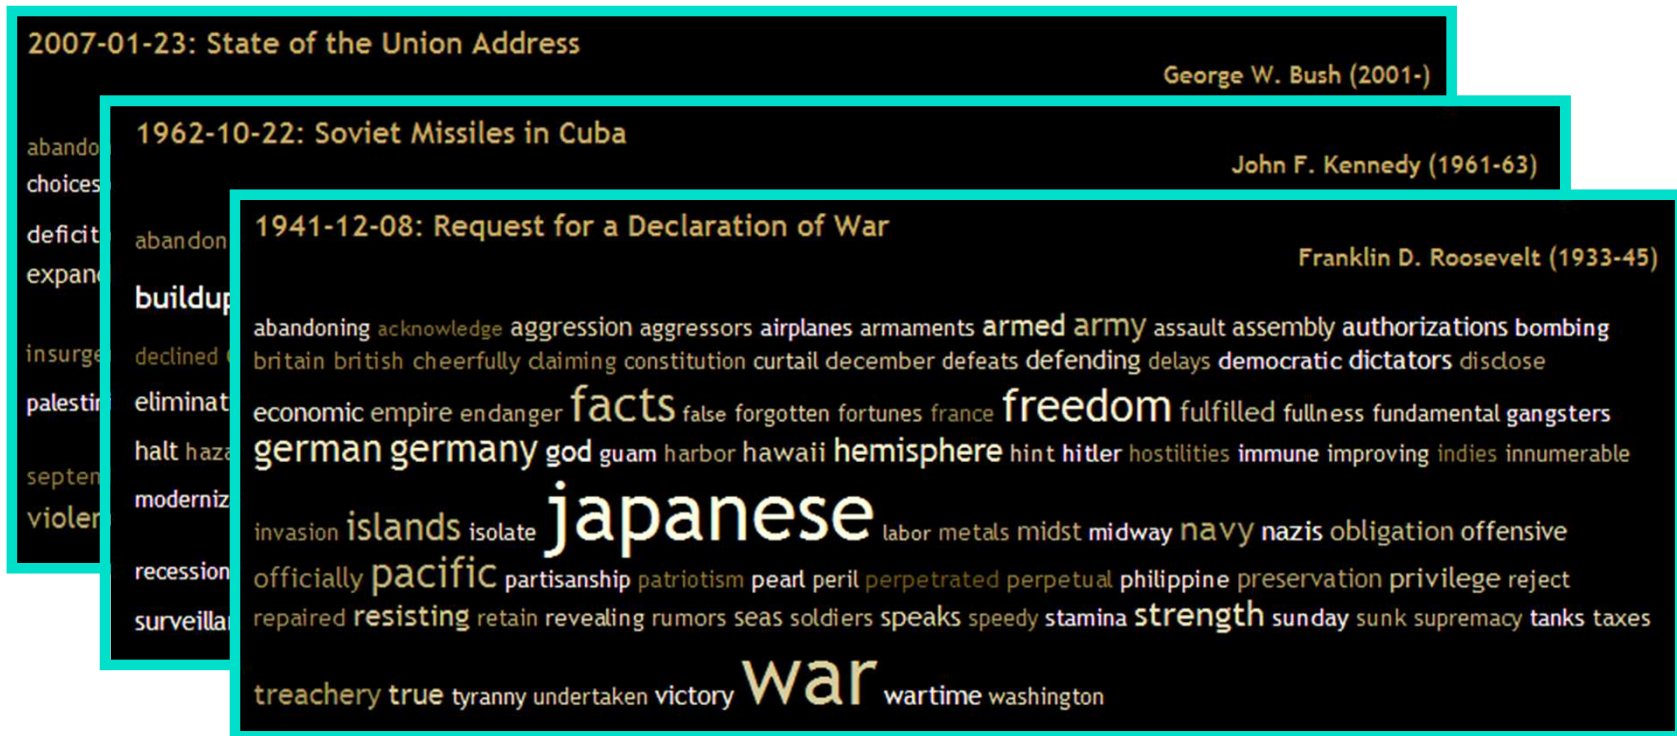 2007-01-23: State of the Union Address
George W. Bush (2001-)
abando
choices
deficit
expan
insurge
palestin
septen
violen
1962-10-22: Soviet Missiles in Cuba
John F. Kennedy (1961-63)
abandon
buildup
declined
eliminat
halt haza
moderniz
recession
surveilla
1941-12-08: Request for a Declaration of War
Franklin D. Roosevelt (1933-45)
abandoning acknowledge aggression aggressors airplanes armaments armed army assault assembly authorizations bombing
britain british cheerfully claiming constitution curtail december defeats defending delays democratic dictators disclose
economic empire endanger facts false forgotten fortunes france freedom fulfilled fullness fundamental gangsters
german germany god guam harbor hawaii hemisphere hint hitler hostilities immune improving indies innumerable
invasion islands isolate japanese labor metals midst midway navy nazis obligation offensive
officially pacific partisanship patriotism pearl peril perpetrated perpetual philippine preservation privilege reject
repaired resisting retain revealing rumors seas soldiers speaks speedy stamina strength sunday sunk supremacy tanks taxes
treachery true tyranny undertaken victory war wartime washington